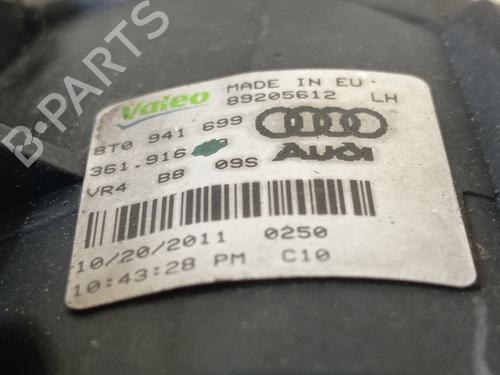 B-PARTS
Valeo
MADE IN EU
89205612 LH
8T0 941 699
361.916
VR4 B8 09S
Audi
10/20/2011 0250
10:43:28 PM C10